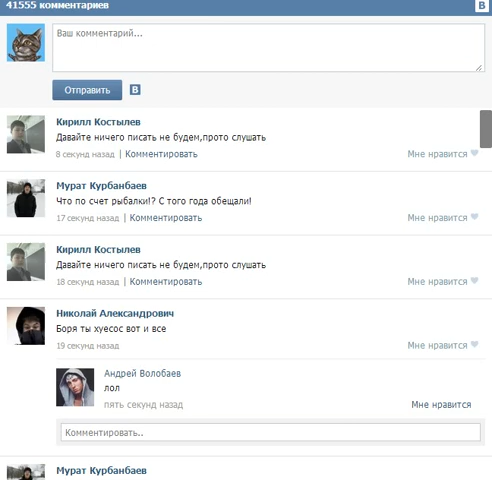 41555 комментариев
B
Ваш комментарий...
Отправить
B
Кирилл Костылев
Давайте ничего писать не будем,прото слушать
8 секунд назад | Комментировать
Мне нравится
Мурат Курбанбаев
Что по счет рыбалки!? С того года обещали!
17 секунд назад | Комментировать
Мне нравится
Кирилл Костылев
Давайте ничего писать не будем,прото слушать
18 секунд назад | Комментировать
Мне нравится
Николай Александрович
Боря ты хуесос вот и все
19 секунд назад
Мне нравится
Андрей Волобаев
лол
пять секунд назад
Мне нравится
Комментировать..
Мурат Курбанбаев